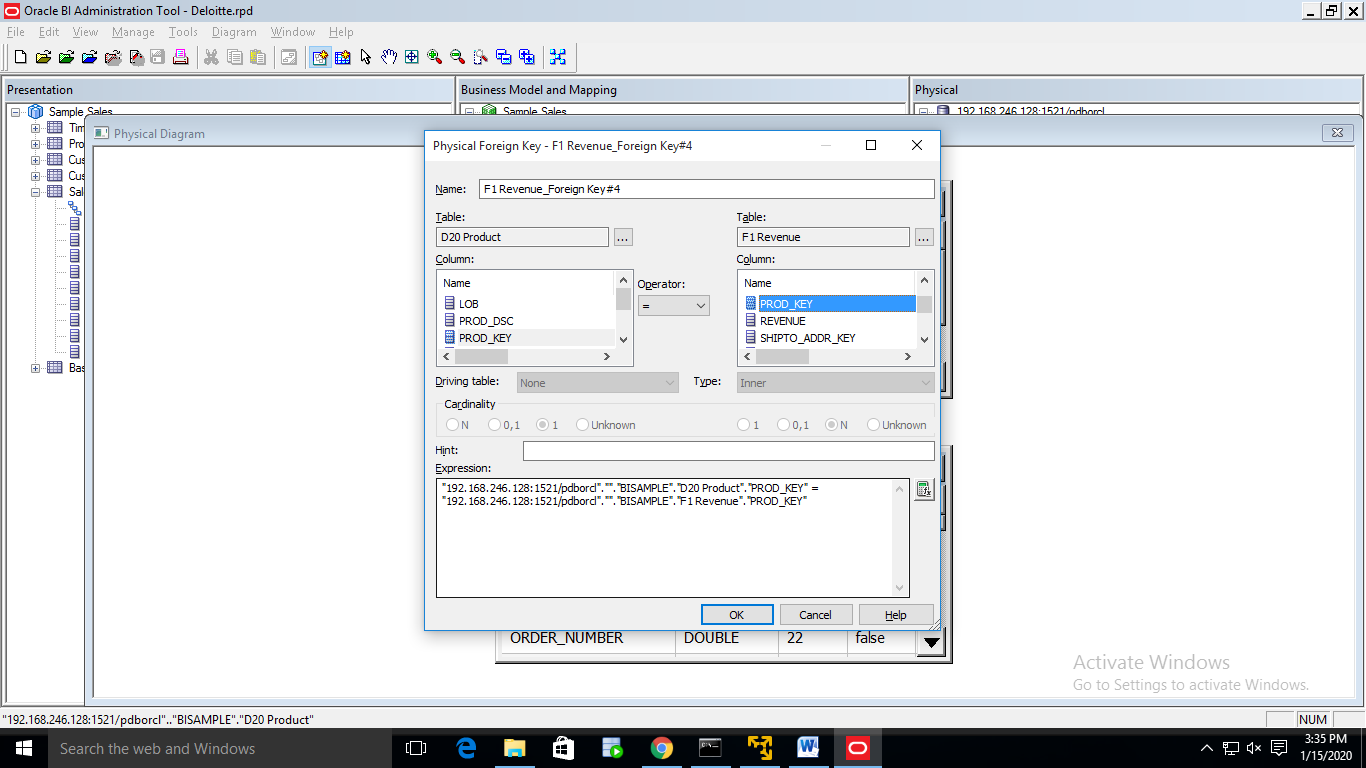 Oracle BI Administration Tool - Deloitte.rpd
File Edit View Manage Tools Diagram Window Help
Presentation
Business Model and Mapping
Physical
Sample Sales
Sample Sales
192.168.246.128:1521/pdborcl
Tim
Pro
Cus
Cus
Sal
Bas
Physical Diagram
Physical Foreign Key - F1 Revenue_Foreign Key#4
Name: F1 Revenue_Foreign Key#4
Table:
Table:
D20 Product ...
F1 Revenue ...
Column:
Column:
Name
Operator:
Name
LOB
=
PROD_KEY
PROD_DSC
REVENUE
PROD_KEY
SHIPTO_ADDR_KEY
Driving table: None
Type: Inner
Cardinality
N 0,1 1 Unknown
1 0,1 N Unknown
Hint:
Expression:
"192.168.246.128:1521/pdborcl".""."BISAMPLE"."D20 Product"."PROD_KEY" =
"192.168.246.128:1521/pdborcl".""."BISAMPLE"."F1 Revenue"."PROD_KEY"
OK Cancel Help
ORDER_NUMBER DOUBLE 22 false
Activate Windows
Go to Settings to activate Windows.
"192.168.246.128:1521/pdborcl".."BISAMPLE"."D20 Product"
NUM
Search the web and Windows
3:35 PM
1/15/2020